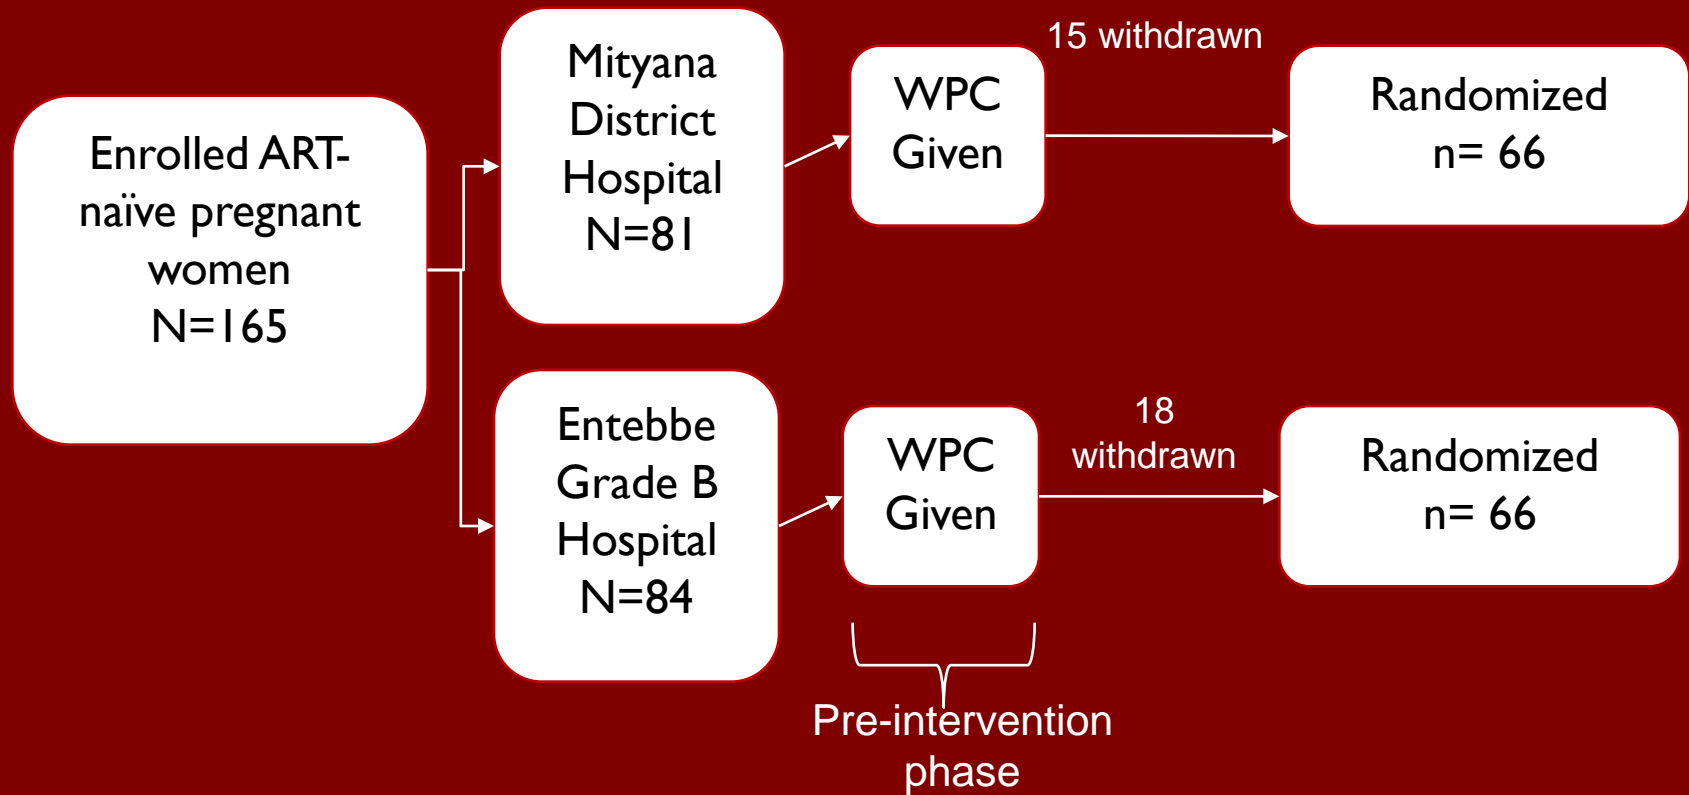 Enrolled ART-
naïve pregnant
women
N=165
Mityana
District
Hospital
N=81
WPC
Given
15 withdrawn
Randomized
n= 66
Entebbe
Grade B
Hospital
N=84
WPC
Given
18
withdrawn
Randomized
n= 66
Pre-intervention
phase